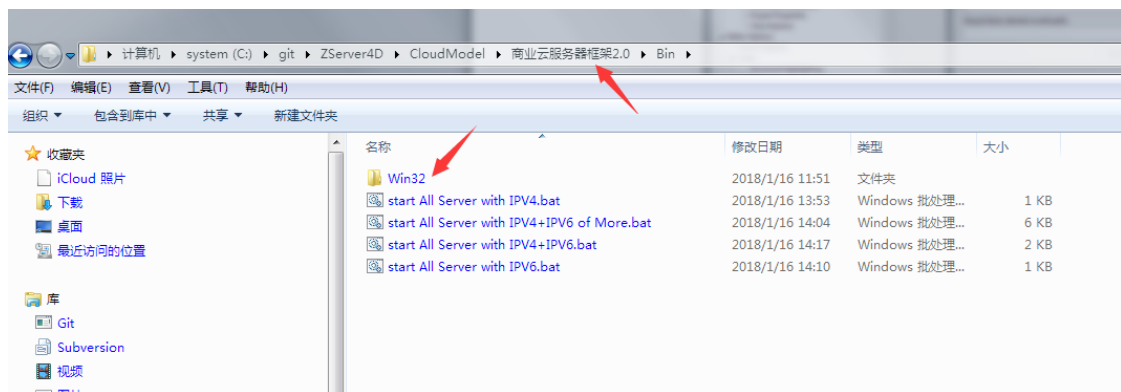 计算机 ▸ system (C:) ▸ git ▸ ZServer4D ▸ CloudModel ▸ 商业云服务器框架2.0 ▸ Bin ▸
文件(F) 编辑(E) 查看(V) 工具(T) 帮助(H)
组织 ▼ 包含到库中 ▼ 共享 ▼ 新建文件夹
收藏夹
iCloud 照片
下载
桌面
最近访问的位置
库
Git
Subversion
视频
名称 修改日期 类型 大小
Win32 2018/1/16 11:51 文件夹
start All Server with IPV4.bat 2018/1/16 13:53 Windows 批处理... 1 KB
start All Server with IPV4+IPV6 of More.bat 2018/1/16 14:04 Windows 批处理... 6 KB
start All Server with IPV4+IPV6.bat 2018/1/16 14:17 Windows 批处理... 2 KB
start All Server with IPV6.bat 2018/1/16 14:10 Windows 批处理... 1 KB